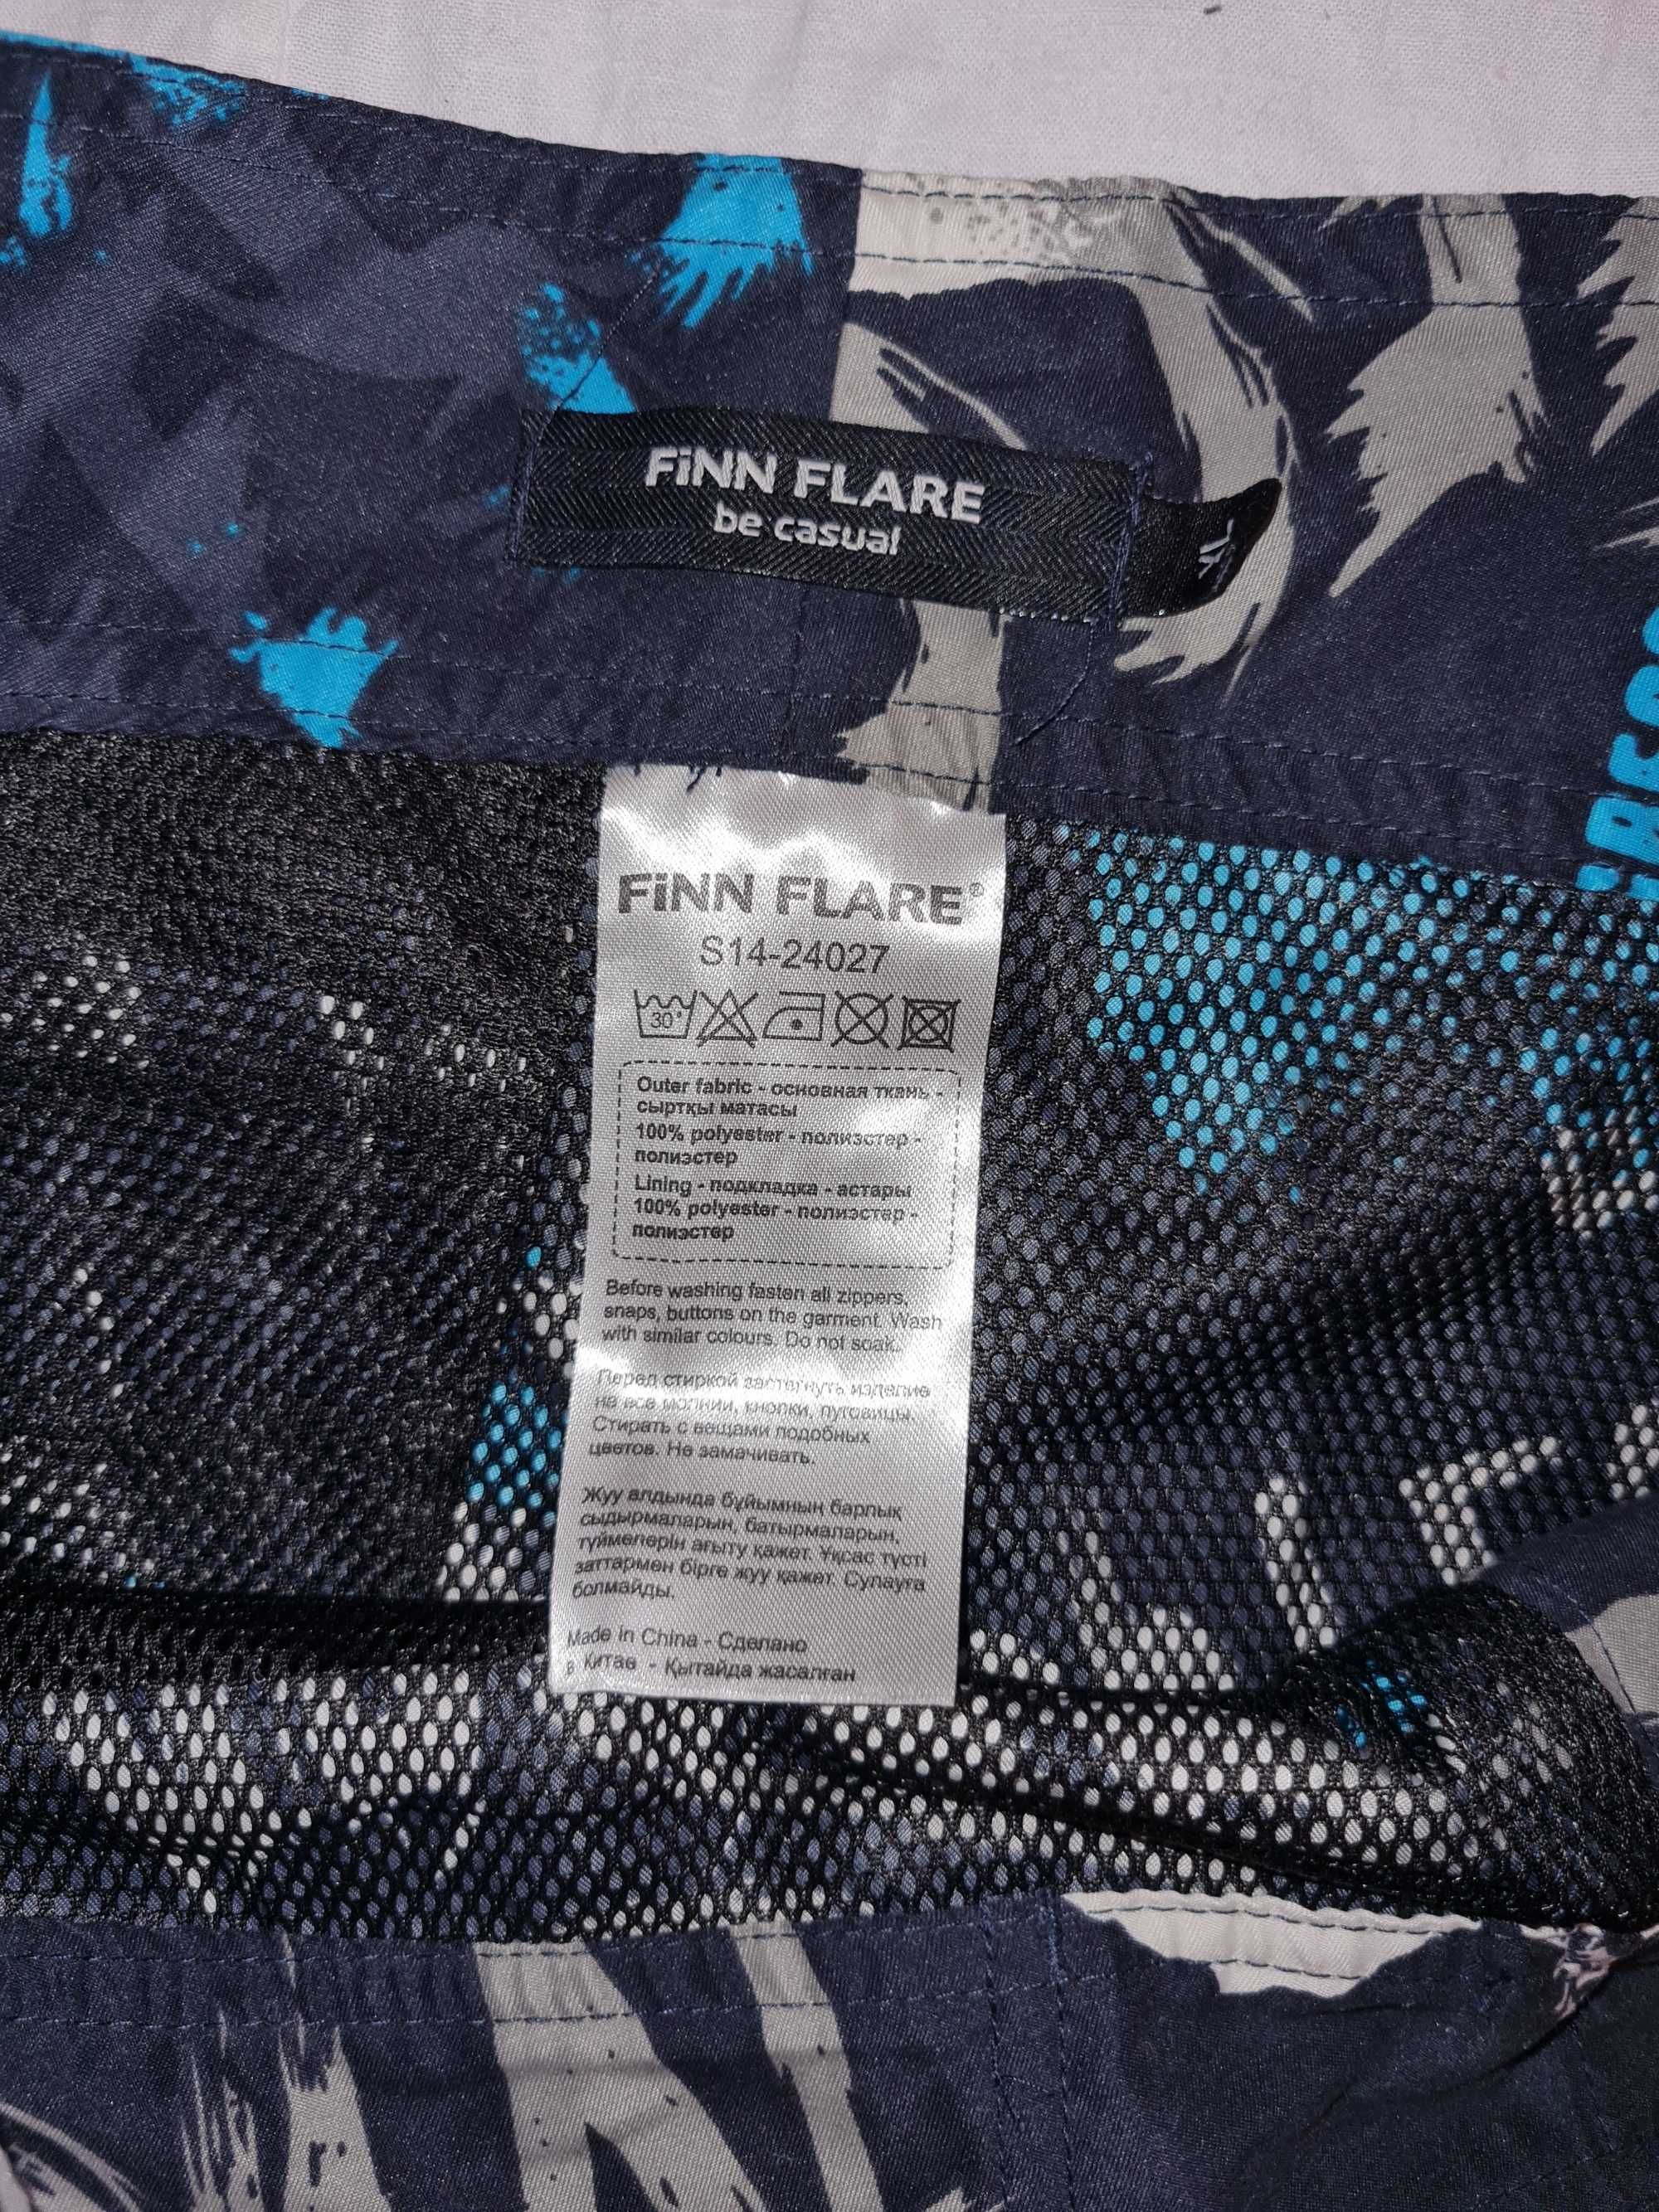 FiNN FLARE
be casual
XL
FiNN FLARE®
S14-24027
30°
Outer fabric - основная ткань -
сыртқы матасы
100% polyester - полиэстер -
полиэстер
Lining - подкладка - астары
100% polyester - полиэстер -
полиэстер
Before washing fasten all zippers,
snaps, buttons on the garment. Wash
with similar colours. Do not soak.
Перед стиркой застегнуть изделие
на все молнии, кнопки, пуговицы.
Стирать с вещами подобных
цветов. Не замачивать.
Жуу алдында бұйымнын барлық
сыдырмаларын, батырмаларын,
түймелерін ағыту қажет. Ұқсас түсті
заттармен бірге жуу қажет. Сулауға
болмайды.
Made in China - Сделано
в Китае - Қытайда жасалған